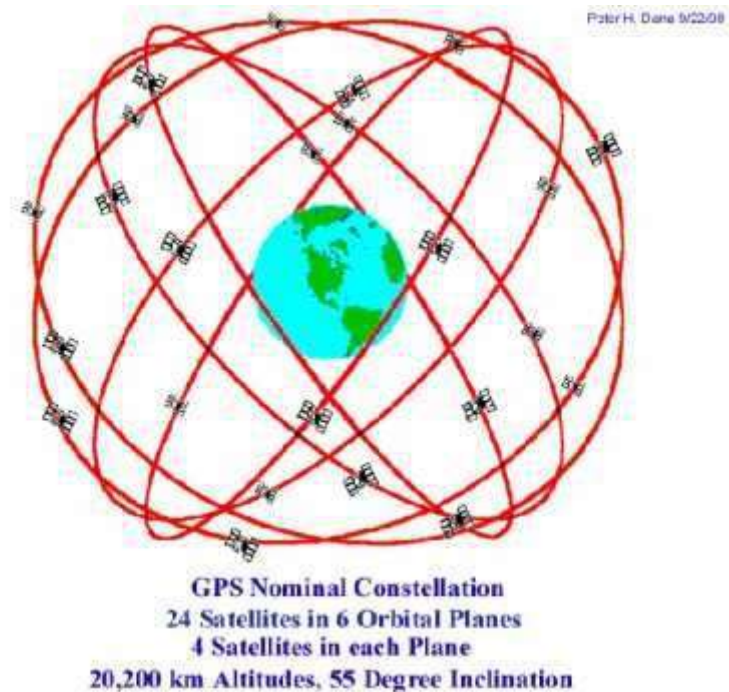 Peter H. Dana 9/22/98
GPS Nominal Constellation
24 Satellites in 6 Orbital Planes
4 Satellites in each Plane
20,200 km Altitudes, 55 Degree Inclination